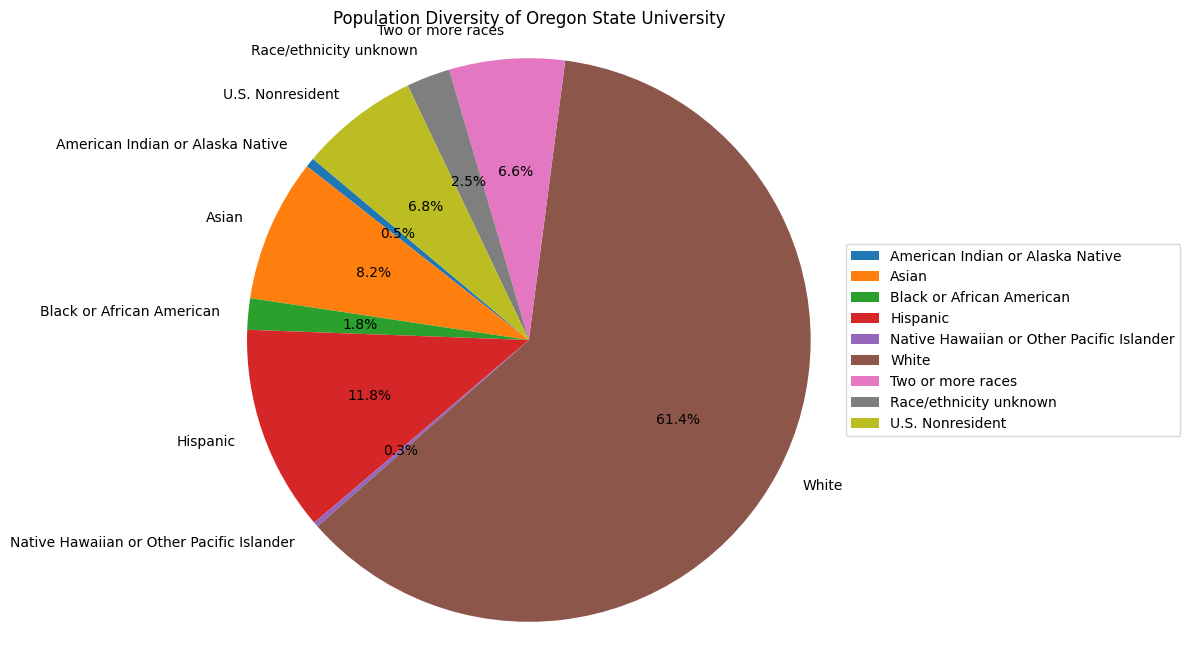 Population Diversity of Oregon State University
Two or more races
Race/ethnicity unknown
U.S. Nonresident
American Indian or Alaska Native
Asian
Black or African American
Hispanic
Native Hawaiian or Other Pacific Islander
White
6.6%
2.5%
6.8%
0.5%
8.2%
1.8%
11.8%
0.3%
61.4%
American Indian or Alaska Native
Asian
Black or African American
Hispanic
Native Hawaiian or Other Pacific Islander
White
Two or more races
Race/ethnicity unknown
U.S. Nonresident